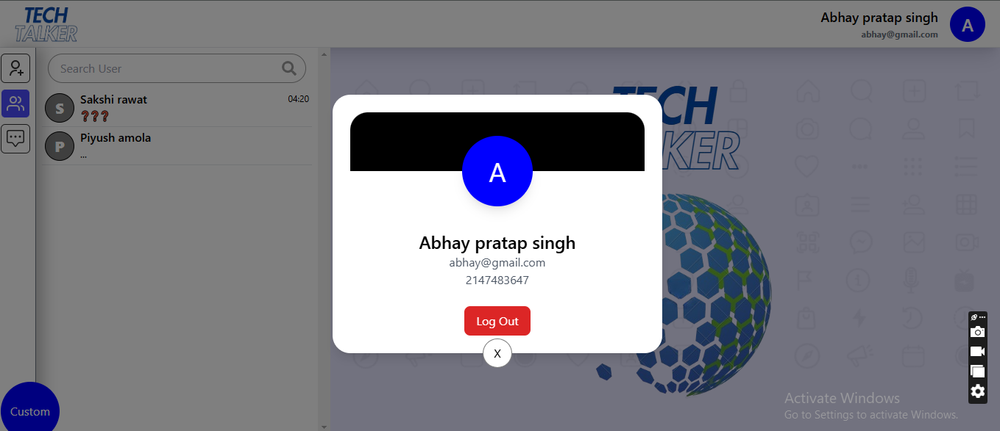 TECH
TALKER
Abhay pratap singh
abhay@gmail.com
A
Search User
S
Sakshi rawat
04:20
❓❓❓
P
Piyush amola
...
TECH
KER
A
Abhay pratap singh
abhay@gmail.com
2147483647
Log Out
X
Custom
Activate Windows
Go to Settings to activate Windows.